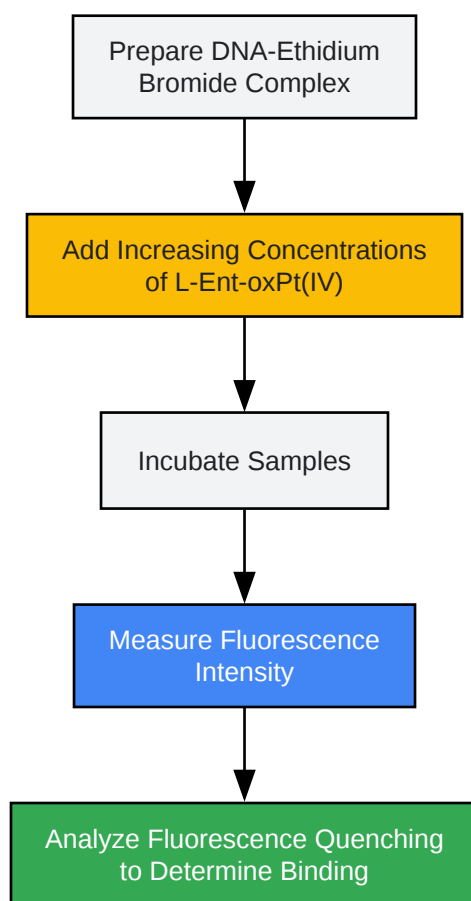 Prepare DNA-Ethidium
Bromide Complex
Add Increasing Concentrations
of L-Ent-oxPt(IV)
Incubate Samples
Measure Fluorescence
Intensity
Analyze Fluorescence Quenching
to Determine Binding